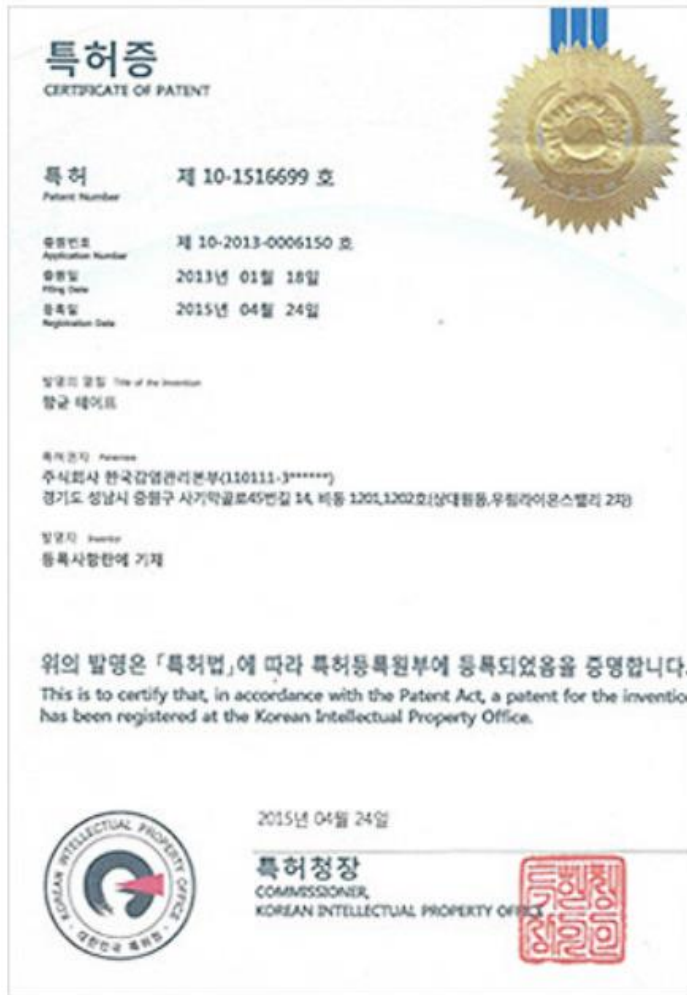 특허증
CERTIFICATE OF PATENT
특허 제 10-1516699 호
Patent Number
출원번호 제 10-2013-0006150 호
Application Number
출원일 2013년 01월 18일
Filing Date
등록일 2015년 04월 24일
Registration Date
발명의 명칭 Title of the Invention
항균 테이프
특허권자 Patentee
주식회사 한국감염관리본부(110111-3******)
경기도 성남시 중원구 사기막골로45번길 14, 비동 1201,1202호(상대원동,우림라이온스밸리 2차)
발명자 Inventor
등록사항란에 기재
위의 발명은 「특허법」에 따라 특허등록원부에 등록되었음을 증명합니다.
This is to certify that, in accordance with the Patent Act, a patent for the inventio
has been registered at the Korean Intellectual Property Office.
2015년 04월 24일
특허청장
COMMISSIONER,
KOREAN INTELLECTUAL PROPERTY OFFICE
KOREAN INTELLECTUAL PROPERTY OFFICE
대한민국 특허청